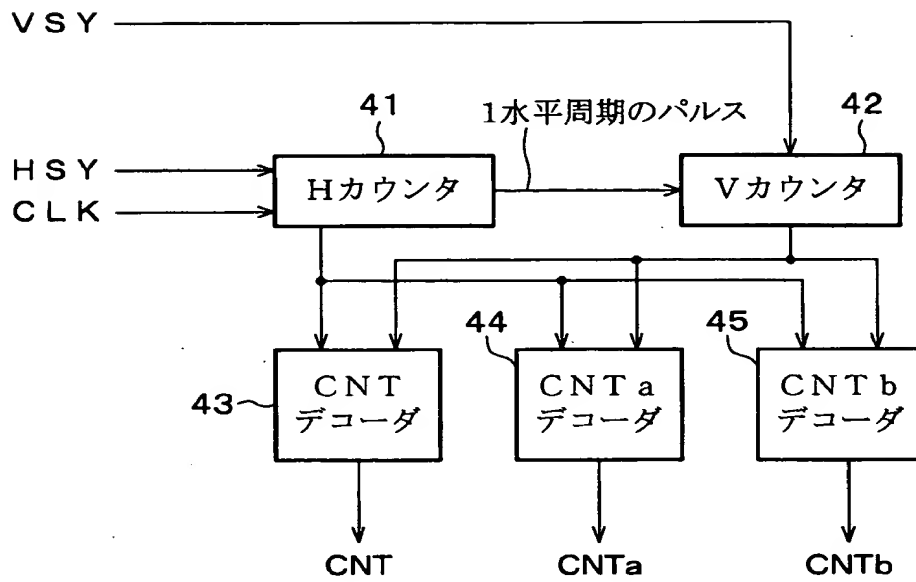 VSY
41
1水平周期のパルス
42
HSY
CLK
Hカウンタ
Vカウンタ
43
CNT
デコーダ
44
CNTa
デコーダ
45
CNTb
デコーダ
CNT
CNTa
CNTb